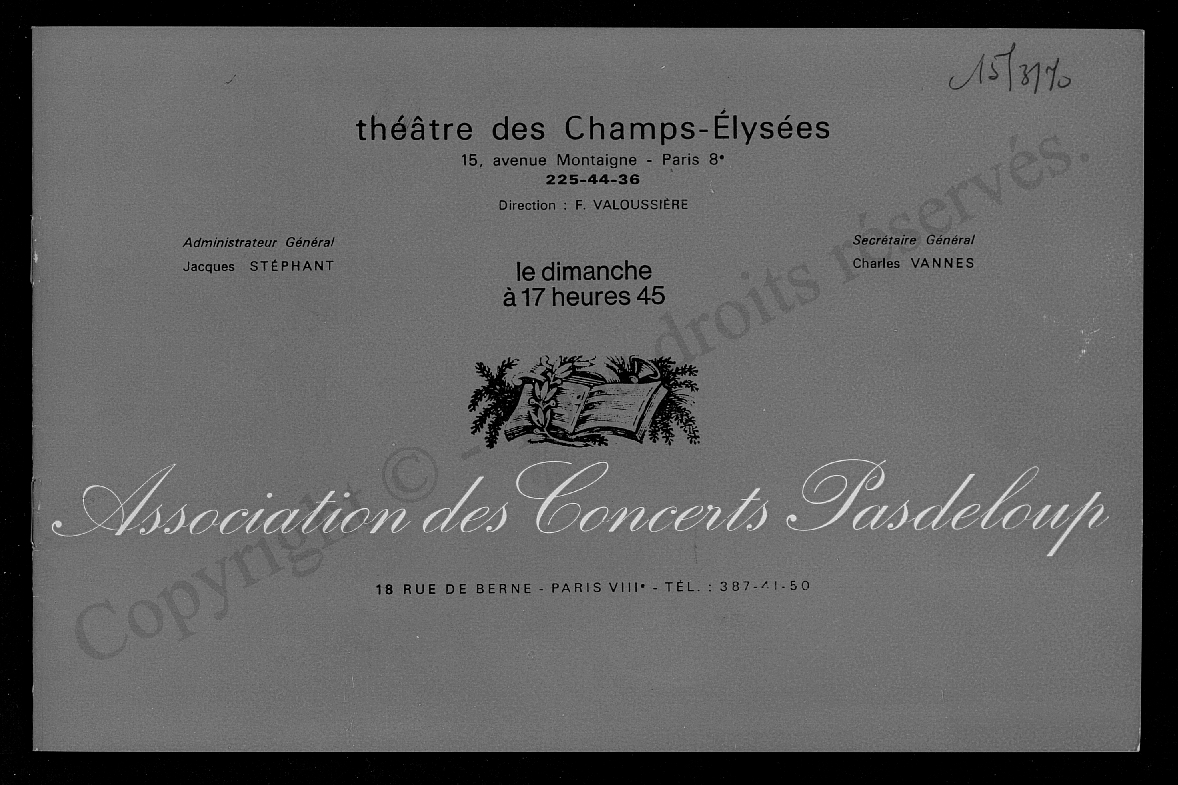 15/3/70
théâtre des Champs-Élysées
15, avenue Montaigne - Paris 8e
225-44-36
Direction : F. VALOUSSIÈRE
Administrateur Général
Jacques STÉPHANT
Secrétaire Général
Charles VANNES
le dimanche
à 17 heures 45
Association des Concerts Pasdeloup
18 RUE DE BERNE - PARIS VIIIe - TÉL. : 387-41-50
Copyright © - droits réservés.